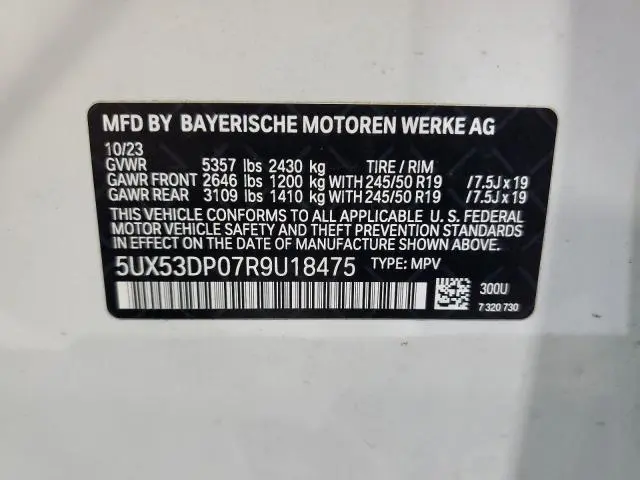 MFD BY BAYERISCHE MOTOREN WERKE AG
10/23
GVWR 5357 lbs 2430 kg TIRE / RIM
GAWR FRONT 2646 lbs 1200 kg WITH 245/50 R19 / 7.5J x 19
GAWR REAR 3109 lbs 1410 kg WITH 245/50 R19 / 7.5J x 19
THIS VEHICLE CONFORMS TO ALL APPLICABLE U. S. FEDERAL
MOTOR VEHICLE SAFETY AND THEFT PREVENTION STANDARDS
IN EFFECT ON THE DATE OF MANUFACTURE SHOWN ABOVE.
5UX53DP07R9U18475 TYPE: MPV
300U
7 320 730